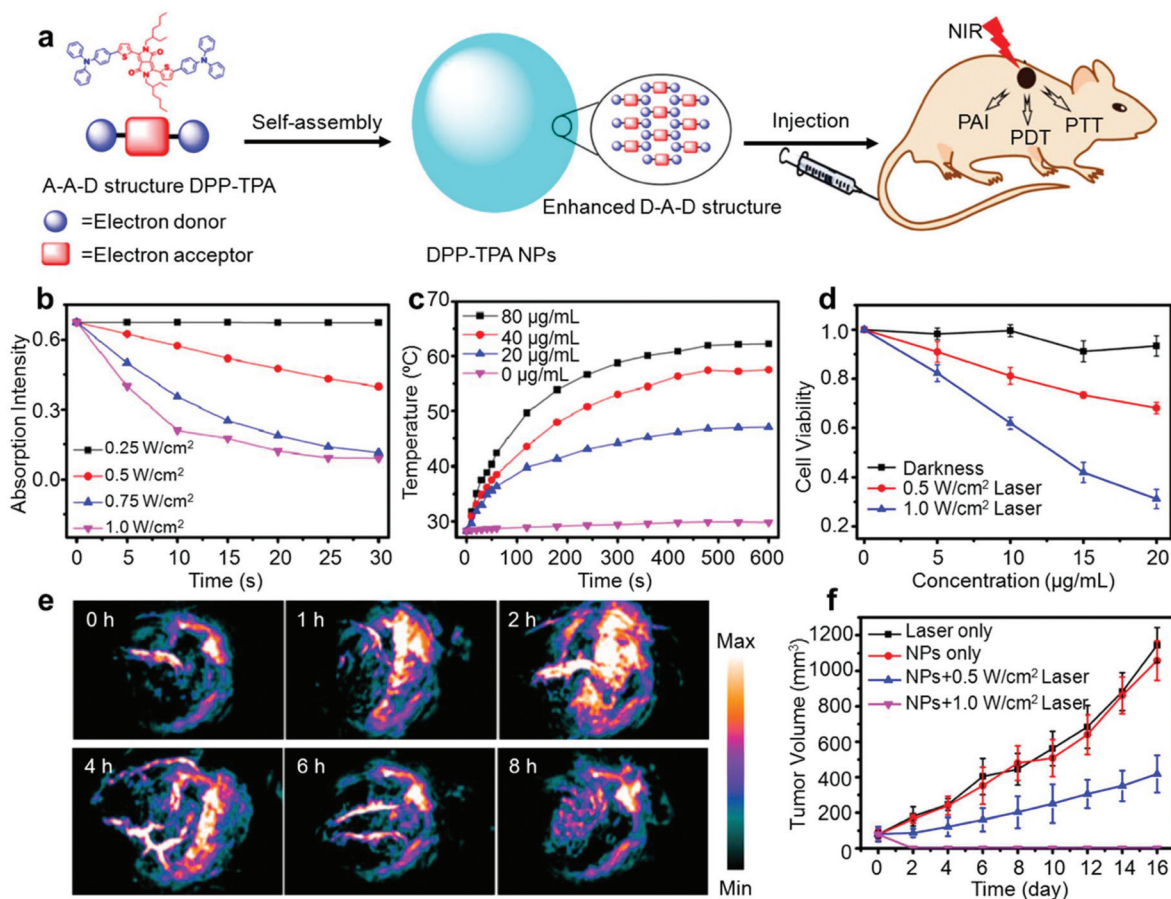 a
NIR
PAI
PDT
PTT
Self-assembly
Injection
A-A-D structure DPP-TPA
=Electron donor
=Electron acceptor
DPP-TPA NPs
Enhanced D-A-D structure
N
S
N
O
O
N
S
N
b
Absorption Intensity
0.6
0.3
0.0
0.25 W/cm²
0.5 W/cm²
0.75 W/cm²
1.0 W/cm²
0 5 10 15 20 25 30
Time (s)
c
Temperature (ºC)
70
60
50
40
30
80 µg/mL
40 µg/mL
20 µg/mL
0 µg/mL
0 100 200 300 400 500 600
Time (s)
d
Cell Viability
1.0
0.8
0.6
0.4
0.2
Darkness
0.5 W/cm² Laser
1.0 W/cm² Laser
0 5 10 15 20
Concentration (µg/mL)
e
0 h
1 h
2 h
4 h
6 h
8 h
Max
Min
f
Tumor Volume (mm³)
1200
1000
800
600
400
200
0
Laser only
NPs only
NPs+0.5 W/cm² Laser
NPs+1.0 W/cm² Laser
0 2 4 6 8 10 12 14 16
Time (day)